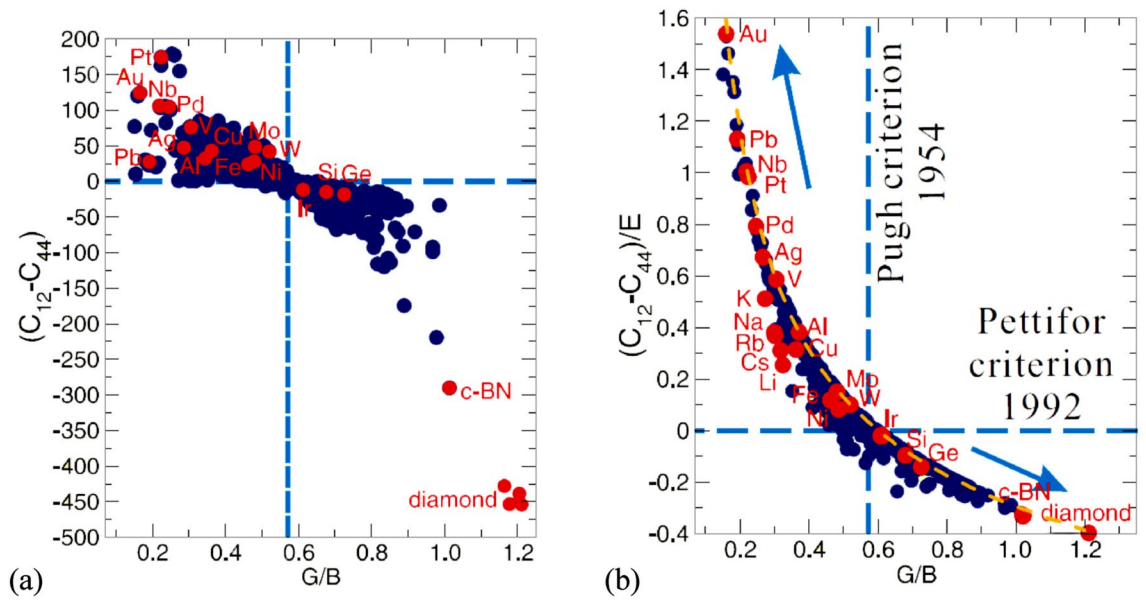 200
150
100
50
0
-50
-100
-150
-200
-250
-300
-350
-400
-450
-500
(C12-C44)
0.2 0.4 0.6 0.8 1.0 1.2
G/B
(a)
Pt
Au Nb Pd
V Cu Mo
Ag W
Pb Al Fe Ni
Si Ge
Ir
c-BN
diamond
1.6
1.4
1.2
1
0.8
0.6
0.4
0.2
0
-0.2
-0.4
(C12-C44)/E
0.2 0.4 0.6 0.8 1.0 1.2
G/B
(b)
Au
Pb
Nb
Pt
Pd
Ag
V
K
Na Al
Rb Cu
Cs
Li
Fe Mo
W
Ni Ir
Si
Ge
c-BN
diamond
Pugh criterion
1954
Pettifor
criterion
1992